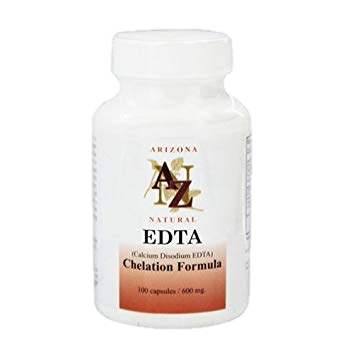 ARIZONA
AZ
NATURAL
EDTA
(Calcium Disodium EDTA)
Chelation Formula
100 capsules / 600 mg.